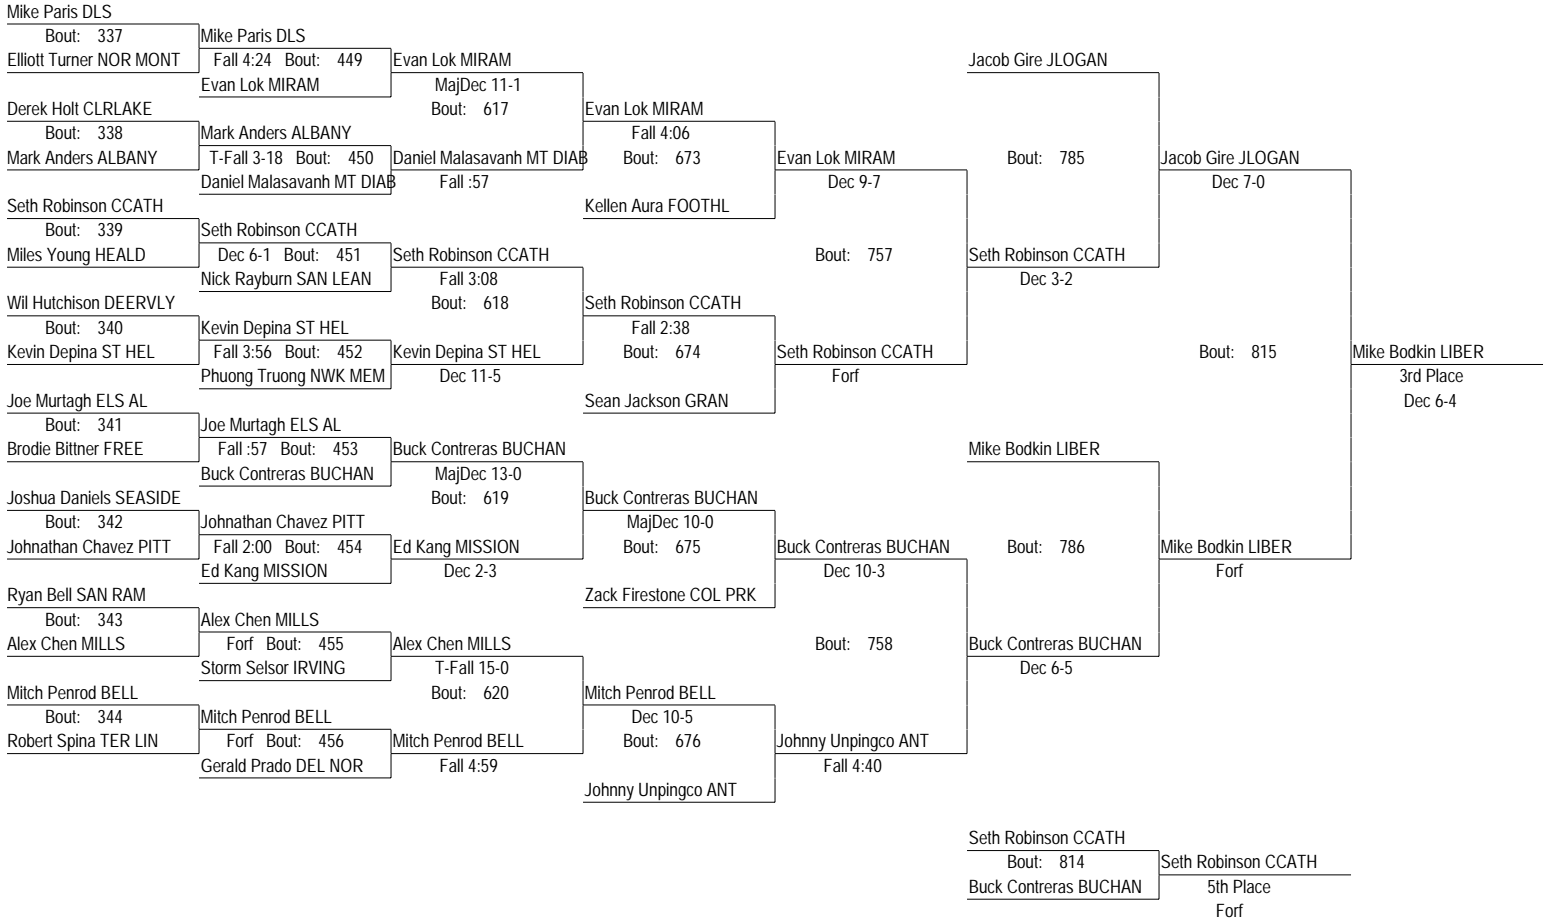 Mike Paris DLS
Bout: 337
Elliott Turner NOR MONT
Derek Holt CLRLAKE
Bout: 338
Mark Anders ALBANY
Seth Robinson CCATH
Bout: 339
Miles Young HEALD
Wil Hutchison DEERVLY
Bout: 340
Kevin Depina ST HEL
Joe Murtagh ELS AL
Bout: 341
Brodie Bittner FREE
Joshua Daniels SEASIDE
Bout: 342
Johnathan Chavez PITT
Ryan Bell SAN RAM
Bout: 343
Alex Chen MILLS
Mitch Penrod BELL
Bout: 344
Robert Spina TER LIN
Mike Paris DLS
Fall 4:24 Bout: 449
Evan Lok MIRAM
Mark Anders ALBANY
T-Fall 3-18 Bout: 450
Daniel Malasavanh MT DIAB
Seth Robinson CCATH
Dec 6-1 Bout: 451
Nick Rayburn SAN LEAN
Kevin Depina ST HEL
Fall 3:56 Bout: 452
Phuong Truong NWK MEM
Joe Murtagh ELS AL
Fall :57 Bout: 453
Buck Contreras BUCHAN
Johnathan Chavez PITT
Fall 2:00 Bout: 454
Ed Kang MISSION
Alex Chen MILLS
Forf Bout: 455
Storm Selsor IRVING
Mitch Penrod BELL
Forf Bout: 456
Gerald Prado DEL NOR
Evan Lok MIRAM
MajDec 11-1
Bout: 617
Daniel Malasavanh MT DIAB
Fall :57
Seth Robinson CCATH
Fall 3:08
Bout: 618
Kevin Depina ST HEL
Dec 11-5
Buck Contreras BUCHAN
MajDec 13-0
Bout: 619
Ed Kang MISSION
Dec 2-3
Alex Chen MILLS
T-Fall 15-0
Bout: 620
Mitch Penrod BELL
Fall 4:59
Evan Lok MIRAM
Fall 4:06
Bout: 673
Kellen Aura FOOTHL
Seth Robinson CCATH
Fall 2:38
Bout: 674
Sean Jackson GRAN
Buck Contreras BUCHAN
MajDec 10-0
Bout: 675
Zack Firestone COL PRK
Mitch Penrod BELL
Dec 10-5
Bout: 676
Johnny Unpingco ANT
Evan Lok MIRAM
Dec 9-7
Bout: 757
Seth Robinson CCATH
Forf
Buck Contreras BUCHAN
Dec 10-3
Bout: 758
Johnny Unpingco ANT
Fall 4:40
Jacob Gire JLOGAN
Bout: 785
Seth Robinson CCATH
Dec 3-2
Mike Bodkin LIBER
Bout: 786
Buck Contreras BUCHAN
Dec 6-5
Jacob Gire JLOGAN
Dec 7-0
Bout: 815
Mike Bodkin LIBER
Forf
Mike Bodkin LIBER
3rd Place
Dec 6-4
Seth Robinson CCATH
Bout: 814
Buck Contreras BUCHAN
Seth Robinson CCATH
5th Place
Forf